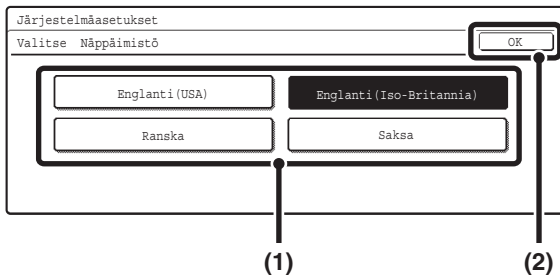 Järjestelmäasetukset
Valitse Näppäimistö
OK
Englanti(USA)
Englanti(Iso-Britannia)
Ranska
Saksa
(1)
(2)